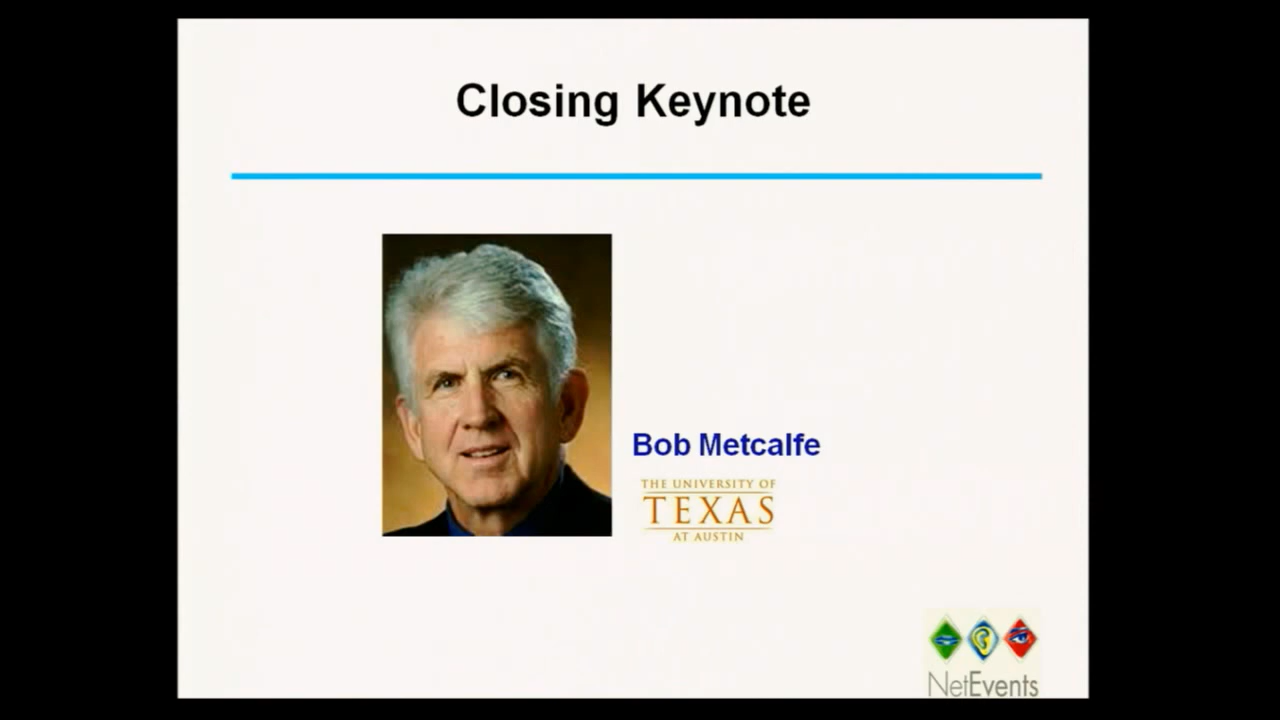 Closing Keynote
Bob Metcalfe
THE UNIVERSITY OF
TEXAS
AT AUSTIN
NetEvents